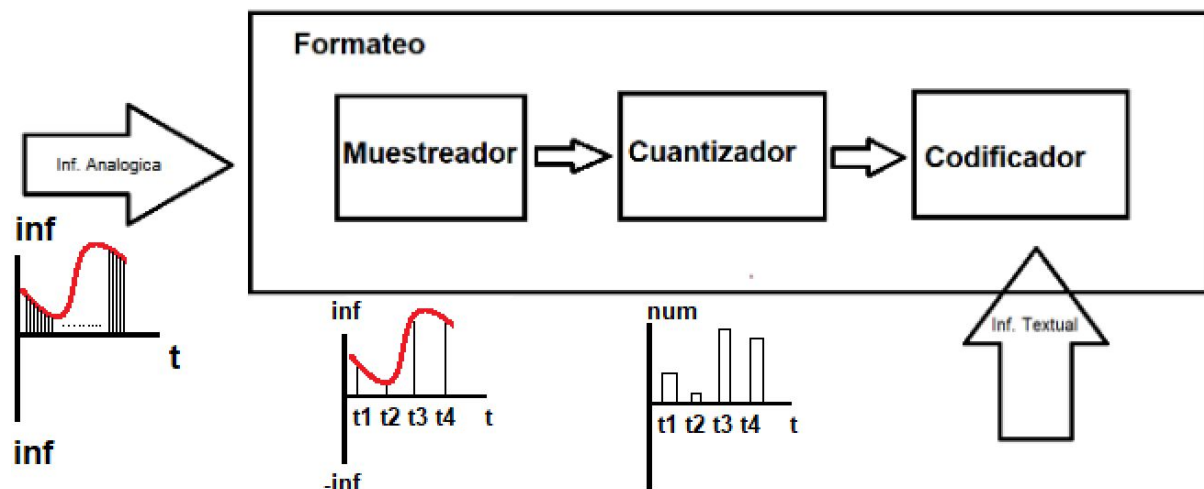 Formateo
Inf. Analogica
Muestreador
Cuantizador
Codificador
inf
t
inf
inf
t1 t2 t3 t4 t
-inf
num
t1 t2 t3 t4 t
Inf. Textual